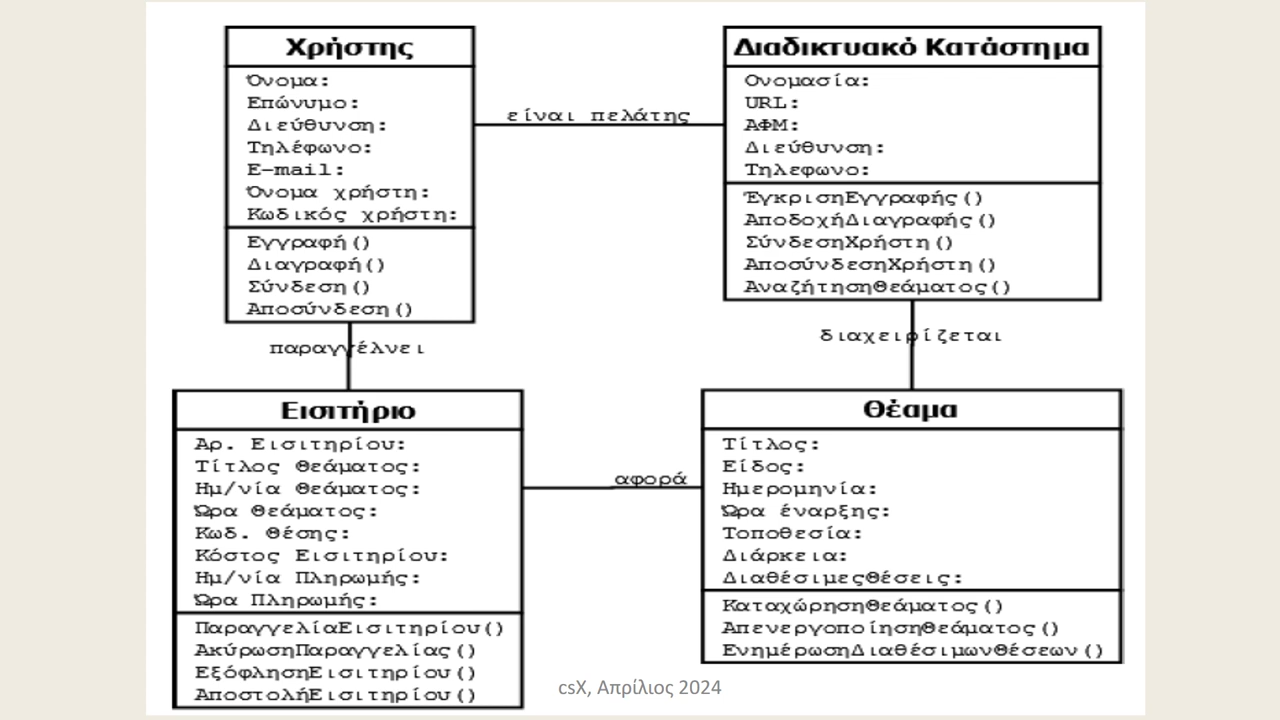 Χρήστης
Όνομα:
Επώνυμο:
Διεύθυνση:
Τηλέφωνο:
E-mail:
Όνομα χρήστη:
Κωδικός χρήστη:
Εγγραφή()
Διαγραφή()
Σύνδεση()
Αποσύνδεση()
είναι πελάτης
Διαδικτυακό Κατάστημα
Ονομασία:
URL:
ΑΦΜ:
Διεύθυνση:
Τηλεφωνο:
ΈγκρισηΕγγραφής()
ΑποδοχήΔιαγραφής()
ΣύνδεσηΧρήστη()
ΑποσύνδεσηΧρήστη()
ΑναζήτησηΘεάματος()
παραγγέλνει
διαχειρίζεται
Εισιτήριο
Αρ. Εισιτηρίου:
Τίτλος Θεάματος:
Ημ/νία Θεάματος:
Ώρα Θεάματος:
Κωδ. Θέσης:
Κόστος Εισιτηρίου:
Ημ/νία Πληρωμής:
Ώρα Πληρωμής:
ΠαραγγελίαΕισιτηρίου()
ΑκύρωσηΠαραγγελίας()
ΕξόφλησηΕισιτηρίου()
ΑποστολήΕισιτηρίου()
αφορά
Θέαμα
Τίτλος:
Είδος:
Ημερομηνία:
Ώρα έναρξης:
Τοποθεσία:
Διάρκεια:
ΔιαθέσιμεςΘέσεις:
ΚαταχώρησηΘεάματος()
ΑπενεργοποίησηΘεάματος()
ΕνημέρωσηΔιαθέσιμωνΘέσεων()
csX, Απρίλιος 2024